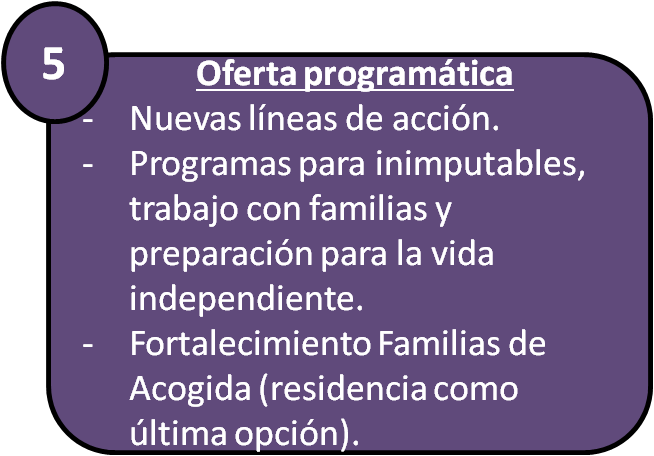 5
Oferta programática
- Nuevas líneas de acción.
- Programas para inimputables,
trabajo con familias y
preparación para la vida
independiente.
- Fortalecimiento Familias de
Acogida (residencia como
última opción).